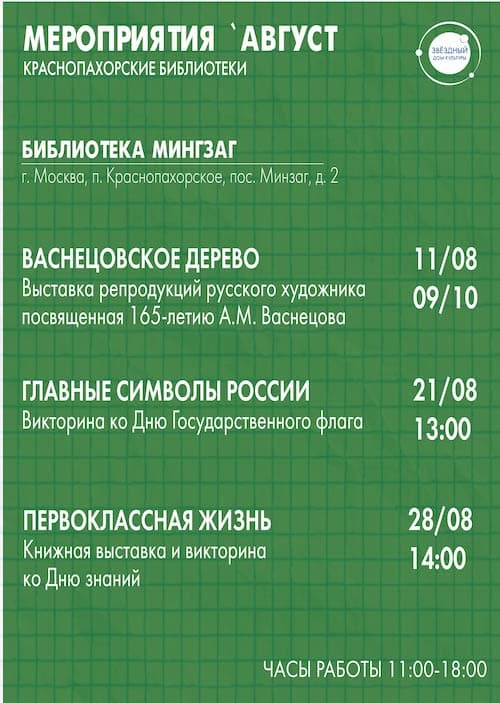 МЕРОПРИЯТИЯ `АВГУСТ
КРАСНОПАХОРСКИЕ БИБЛИОТЕКИ
ЗВЁЗДНЫЙ
ДОМ КУЛЬТУРЫ
БИБЛИОТЕКА МИНГЗАГ
г. Москва, п. Краснопахорское, пос. Минзаг, д. 2
ВАСНЕЦОВСКОЕ ДЕРЕВО 11/08
Выставка репродукций русского художника 09/10
посвященная 165-летию А.М. Васнецова
ГЛАВНЫЕ СИМВОЛЫ РОССИИ 21/08
Викторина ко Дню Государственного флага 13:00
ПЕРВОКЛАССНАЯ ЖИЗНЬ 28/08
Книжная выставка и викторина 14:00
ко Дню знаний
ЧАСЫ РАБОТЫ 11:00-18:00